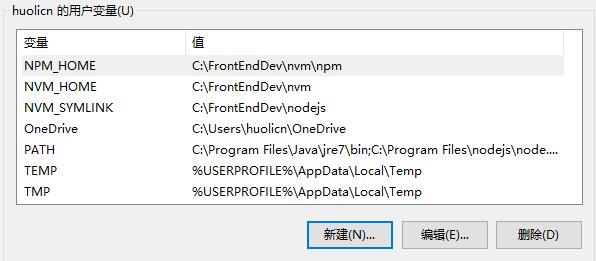 huolicn 的用户变量(U)
变量 值
NPM_HOME C:\FrontEndDev\nvm\npm
NVM_HOME C:\FrontEndDev\nvm
NVM_SYMLINK C:\FrontEndDev\nodejs
OneDrive C:\Users\huolicn\OneDrive
PATH C:\Program Files\Java\jre7\bin;C:\Program Files\nodejs\node....
TEMP %USERPROFILE%\AppData\Local\Temp
TMP %USERPROFILE%\AppData\Local\Temp
新建(N)... 编辑(E)... 删除(D)